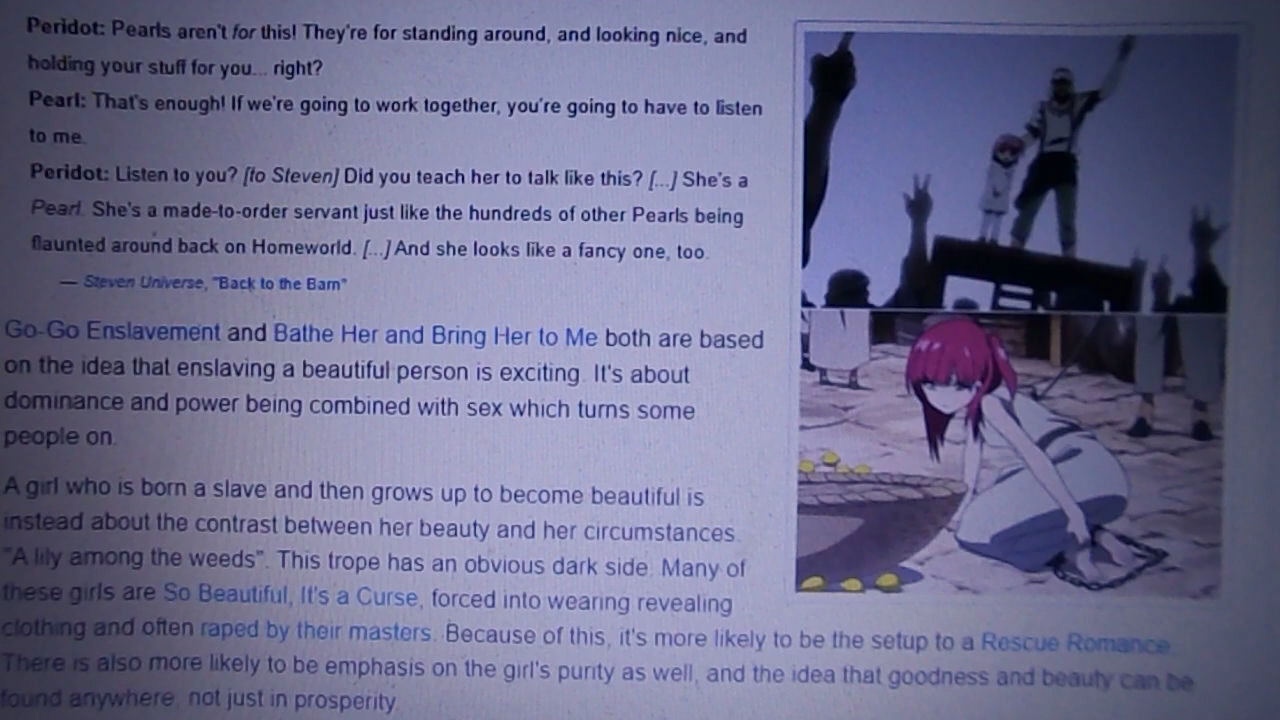 Peridot: Pearls aren't for this! They're for standing around, and looking nice, and
holding your stuff for you... right?
Pearl: That's enough! If we're going to work together, you're going to have to listen
to me.
Peridot: Listen to you? [to Steven] Did you teach her to talk like this? [...] She's a
Pearl. She's a made-to-order servant just like the hundreds of other Pearls being
flaunted around back on Homeworld. [...] And she looks like a fancy one, too.
— Steven Universe, "Back to the Barn"
Go-Go Enslavement and Bathe Her and Bring Her to Me both are based
on the idea that enslaving a beautiful person is exciting. It's about
dominance and power being combined with sex which turns some
people on.
A girl who is born a slave and then grows up to become beautiful is
instead about the contrast between her beauty and her circumstances.
"A lily among the weeds". This trope has an obvious dark side. Many of
these girls are So Beautiful, It's a Curse, forced into wearing revealing
clothing and often raped by their masters. Because of this, it's more likely to be the setup to a Rescue Romance.
There is also more likely to be emphasis on the girl's purity as well, and the idea that goodness and beauty can be
found anywhere, not just in prosperity.